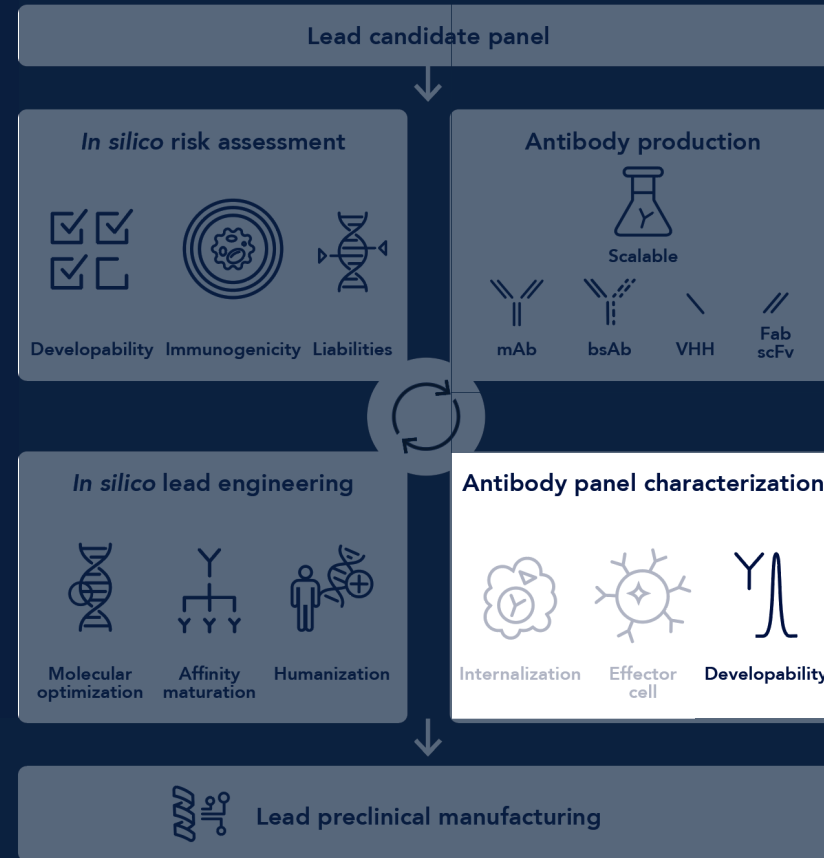 Lead candidate panel
In silico risk assessment
Developability
Immunogenicity
Liabilities
Antibody production
Scalable
mAb
bsAb
VHH
Fab
scFv
In silico lead engineering
Molecular
optimization
Affinity
maturation
Humanization
Antibody panel characterization
Internalization
Effector
cell
Developability
Lead preclinical manufacturing